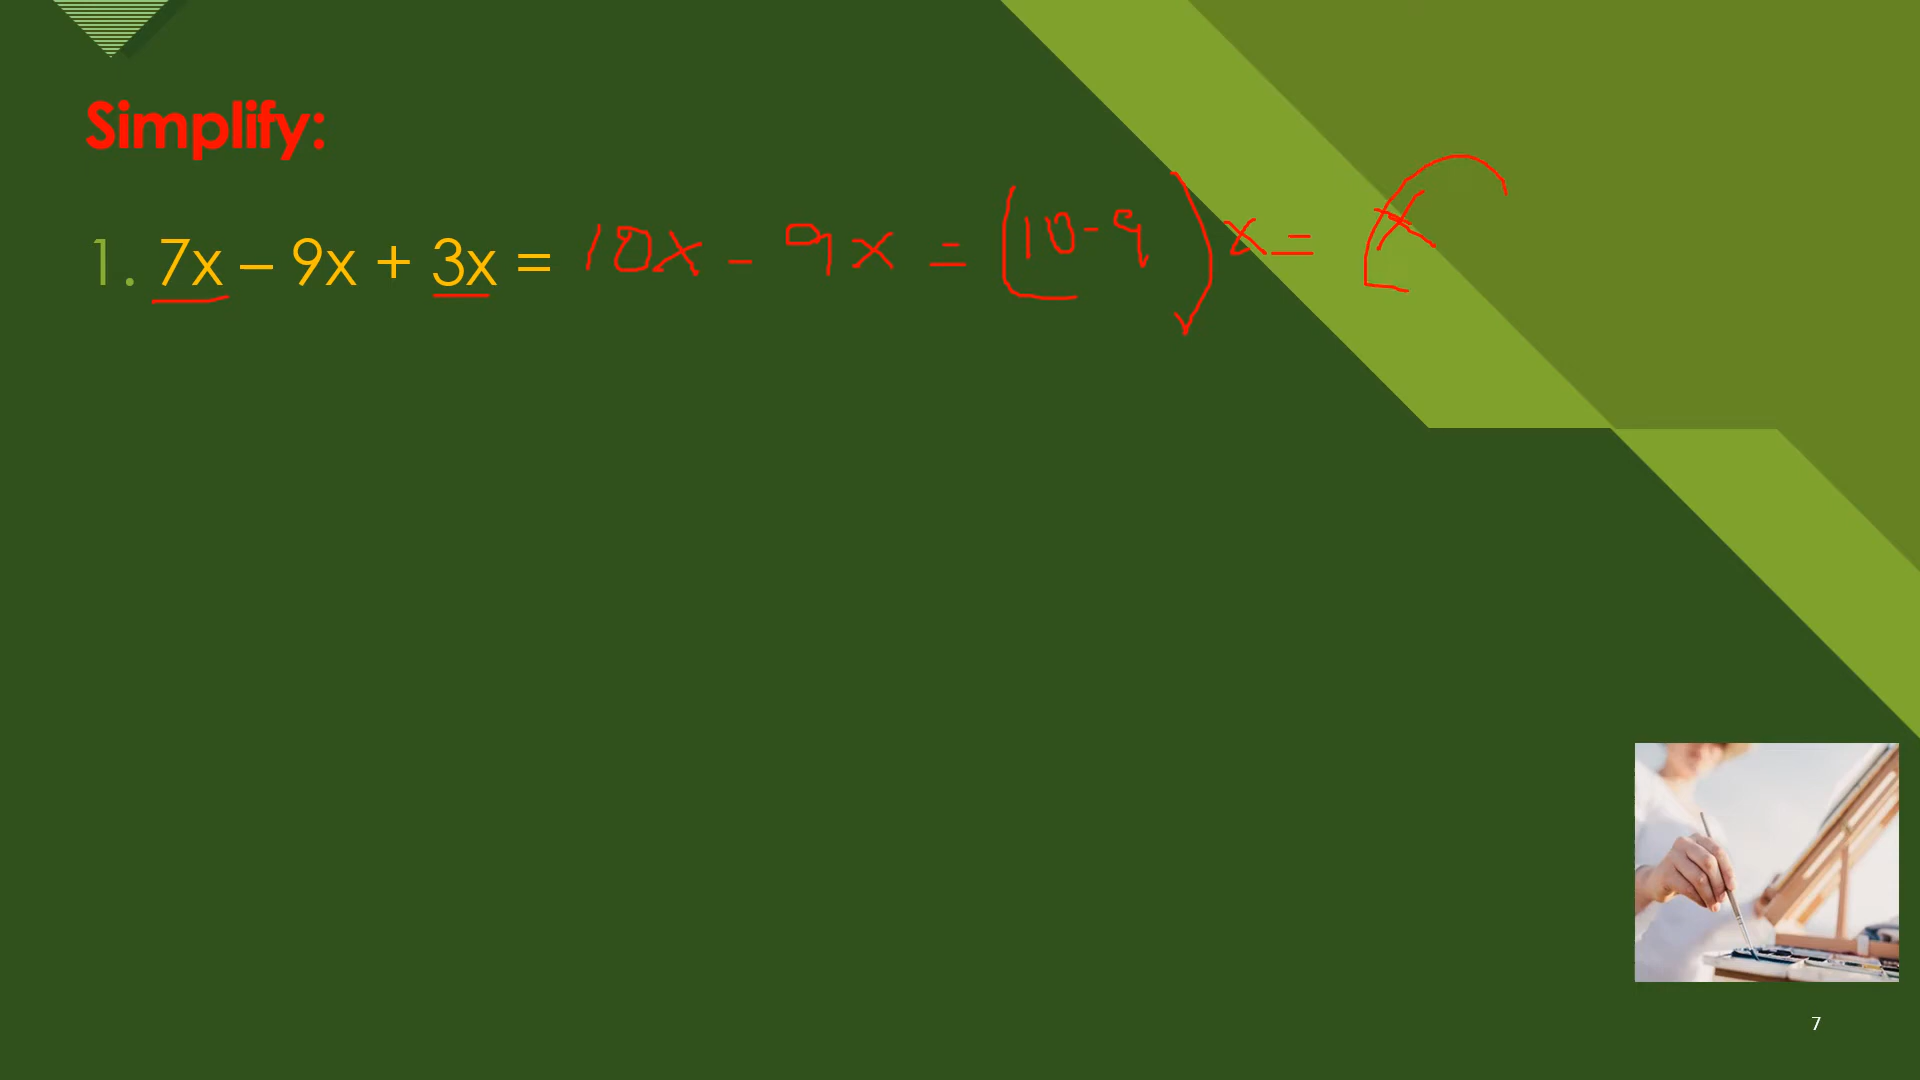 Simplify:
1. 7x – 9x + 3x = 10x - 9x = (10-9)x = x
7